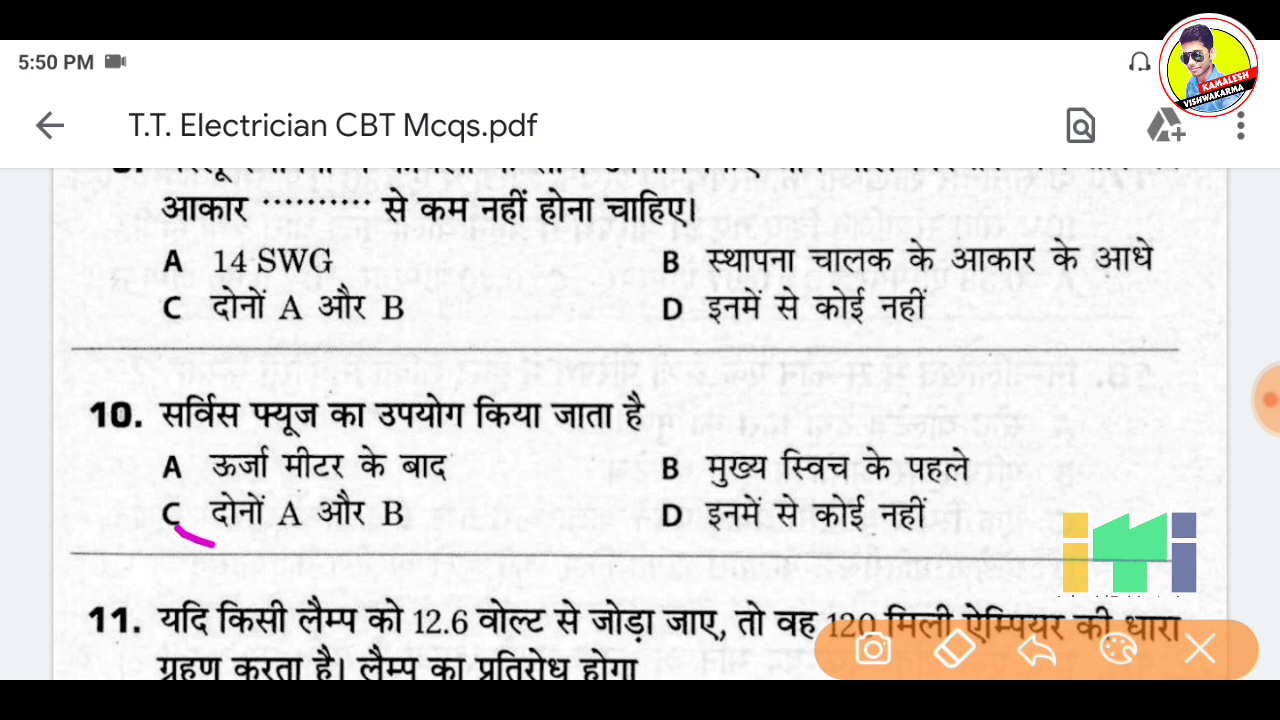 5:50 PM
KAMALESH
VISHWAKARMA
T.T. Electrician CBT Mcqs.pdf
आकार ·········· से कम नहीं होना चाहिए।
A 14 SWG
B स्थापना चालक के आकार के आधे
C दोनों A और B
D इनमें से कोई नहीं
10. सर्विस फ्यूज का उपयोग किया जाता है
A ऊर्जा मीटर के बाद
B मुख्य स्विच के पहले
C दोनों A और B
D इनमें से कोई नहीं
11. यदि किसी लैम्प को 12.6 वोल्ट से जोड़ा जाए, तो वह 120 मिली ऐम्पियर की धारा
ग्रहण करता है। लैम्प का प्रतिरोध होगा